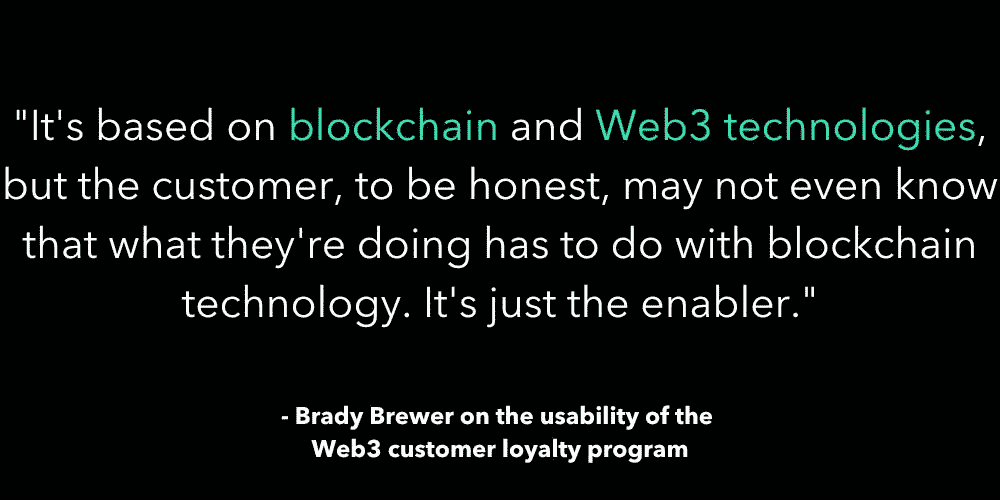 "It's based on blockchain and Web3 technologies,
but the customer, to be honest, may not even know
that what they're doing has to do with blockchain
technology. It's just the enabler."
- Brady Brewer on the usability of the
Web3 customer loyalty program